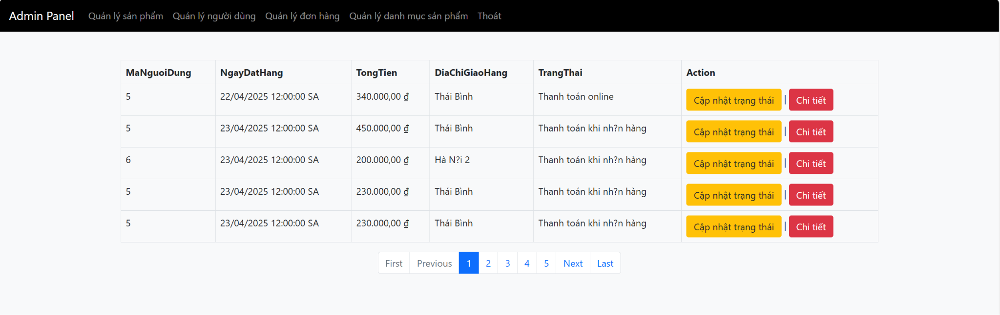 Admin Panel Quản lý sản phẩm Quản lý người dùng Quản lý đơn hàng Quản lý danh mục sản phẩm Thoát
MaNguoiDung NgayDatHang TongTien DiaChiGiaoHang TrangThai Action
5 22/04/2025 12:00:00 SA 340.000,00 ₫ Thái Bình Thanh toán online Cập nhật trạng thái | Chi tiết
5 23/04/2025 12:00:00 SA 450.000,00 ₫ Thái Bình Thanh toán khi nh?n hàng Cập nhật trạng thái | Chi tiết
6 23/04/2025 12:00:00 SA 200.000,00 ₫ Hà N?i 2 Thanh toán khi nh?n hàng Cập nhật trạng thái | Chi tiết
5 23/04/2025 12:00:00 SA 230.000,00 ₫ Thái Bình Thanh toán khi nh?n hàng Cập nhật trạng thái | Chi tiết
5 23/04/2025 12:00:00 SA 230.000,00 ₫ Thái Bình Thanh toán khi nh?n hàng Cập nhật trạng thái | Chi tiết
First Previous 1 2 3 4 5 Next Last